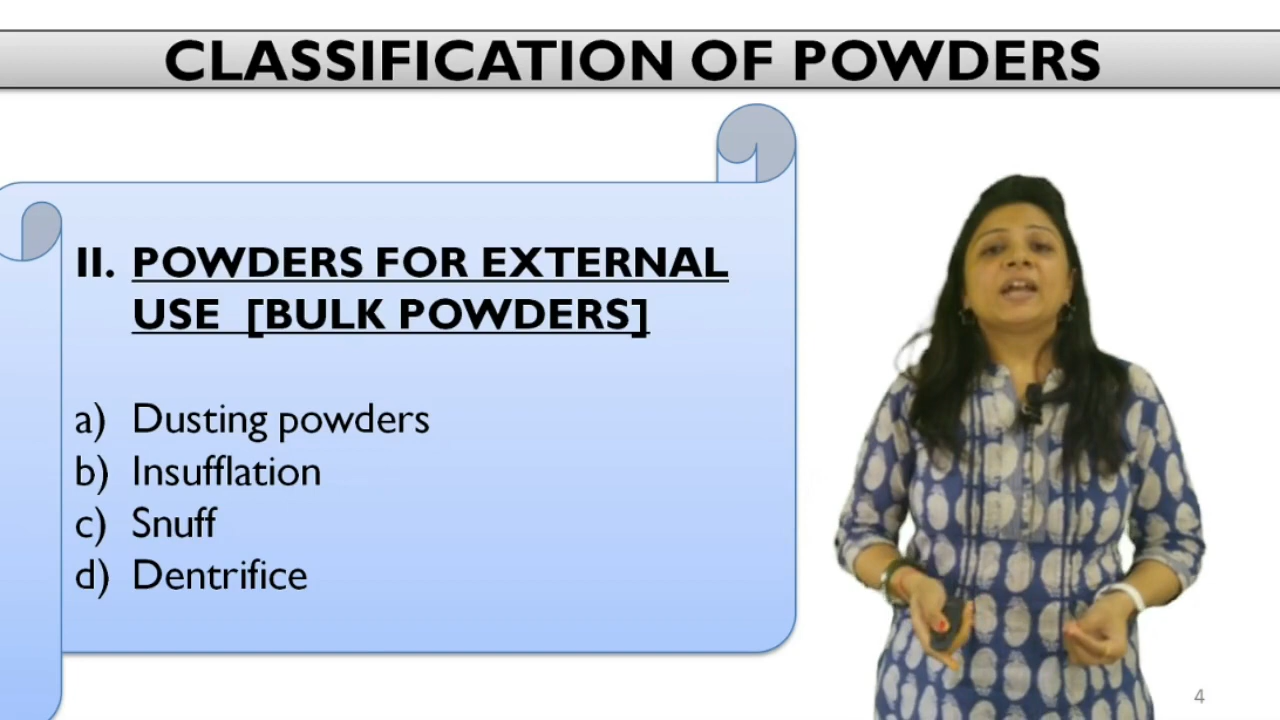 CLASSIFICATION OF POWDERS
II. POWDERS FOR EXTERNAL
USE [BULK POWDERS]
a) Dusting powders
b) Insufflation
c) Snuff
d) Dentrifice
4